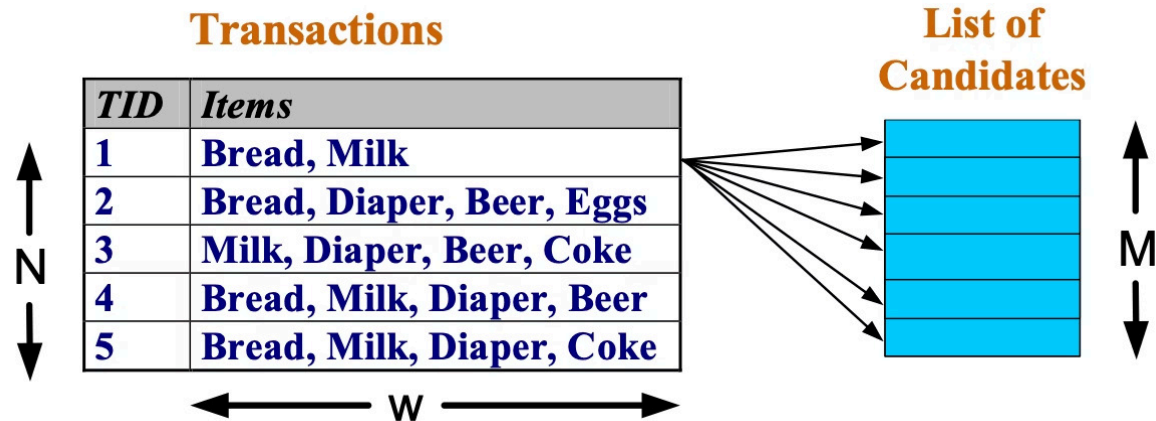 Transactions
List of
Candidates
TID Items
1 Bread, Milk
2 Bread, Diaper, Beer, Eggs
3 Milk, Diaper, Beer, Coke
4 Bread, Milk, Diaper, Beer
5 Bread, Milk, Diaper, Coke
N
M
w